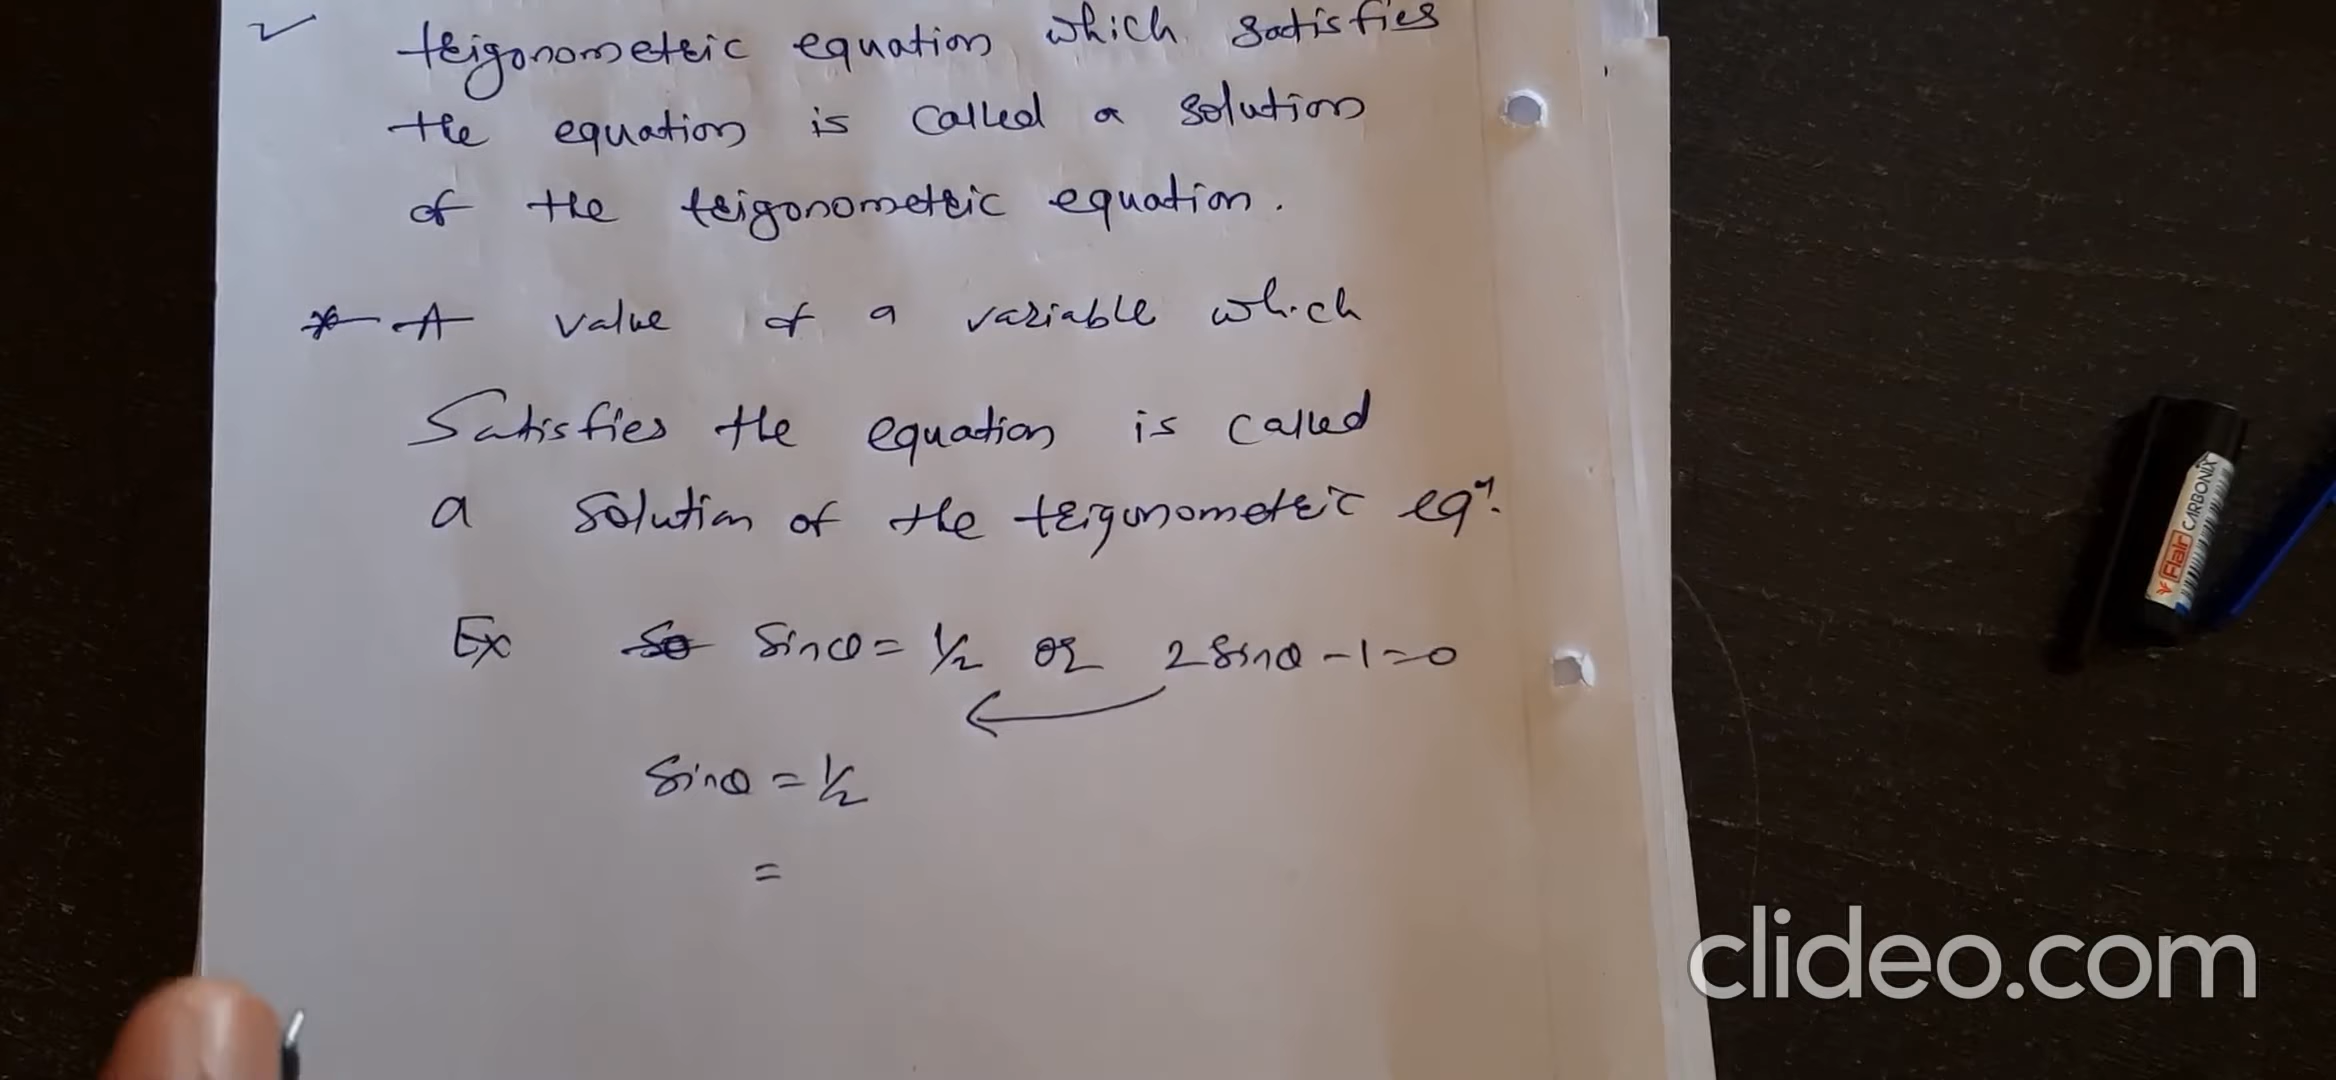 trigonometric equation which satisfies
the equation is called a solution
of the trigonometric equation.
* A value of a variable which
Satisfies the equation is called
a solution of the trigonometric eqⁿ.
Ex sinθ = 1/2 or 2 sinθ - 1 = 0
sinθ = 1/2
=
Flair CARBONIX
clideo.com